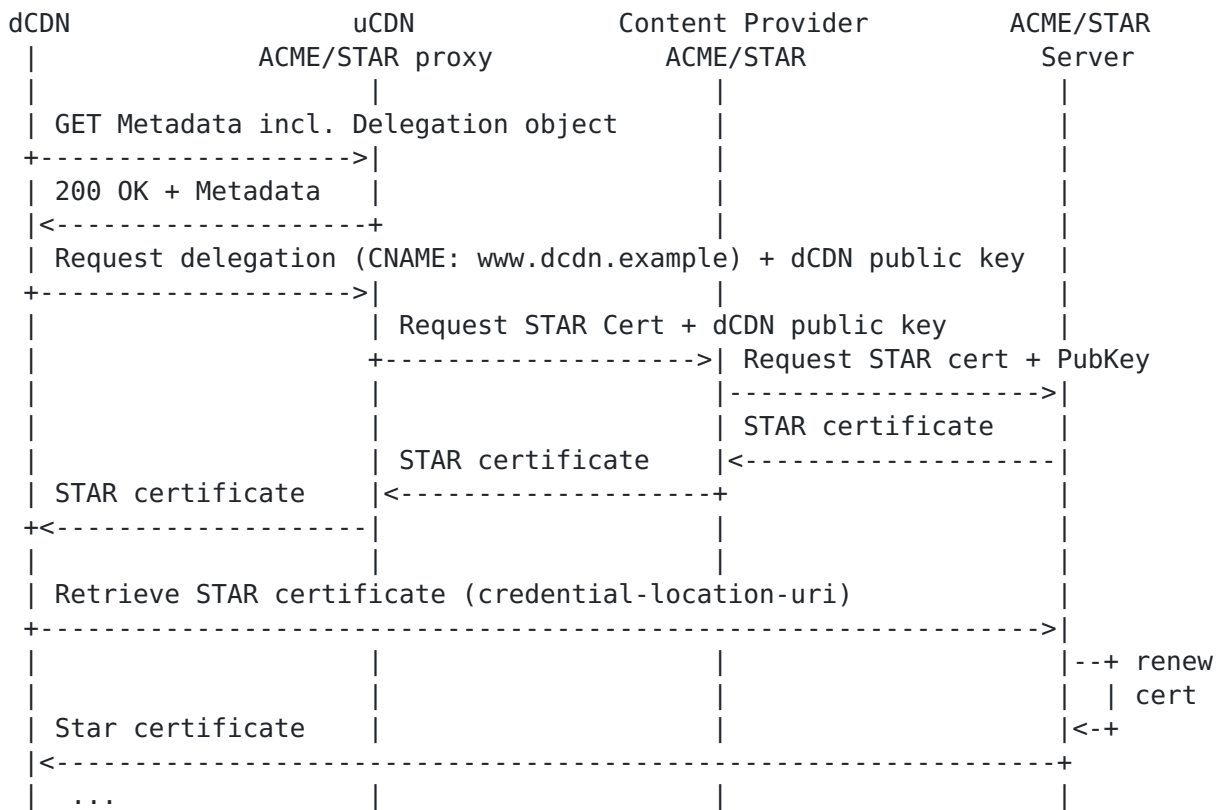 dCDN uCDN Content Provider ACME/STAR
ACME/STAR proxy ACME/STAR Server
GET Metadata incl. Delegation object
200 OK + Metadata
Request delegation (CNAME: www.dcdn.example) + dCDN public key
Request STAR Cert + dCDN public key
Request STAR cert + PubKey
STAR certificate
STAR certificate
STAR certificate
Retrieve STAR certificate (credential-location-uri)
renew
cert
Star certificate
...